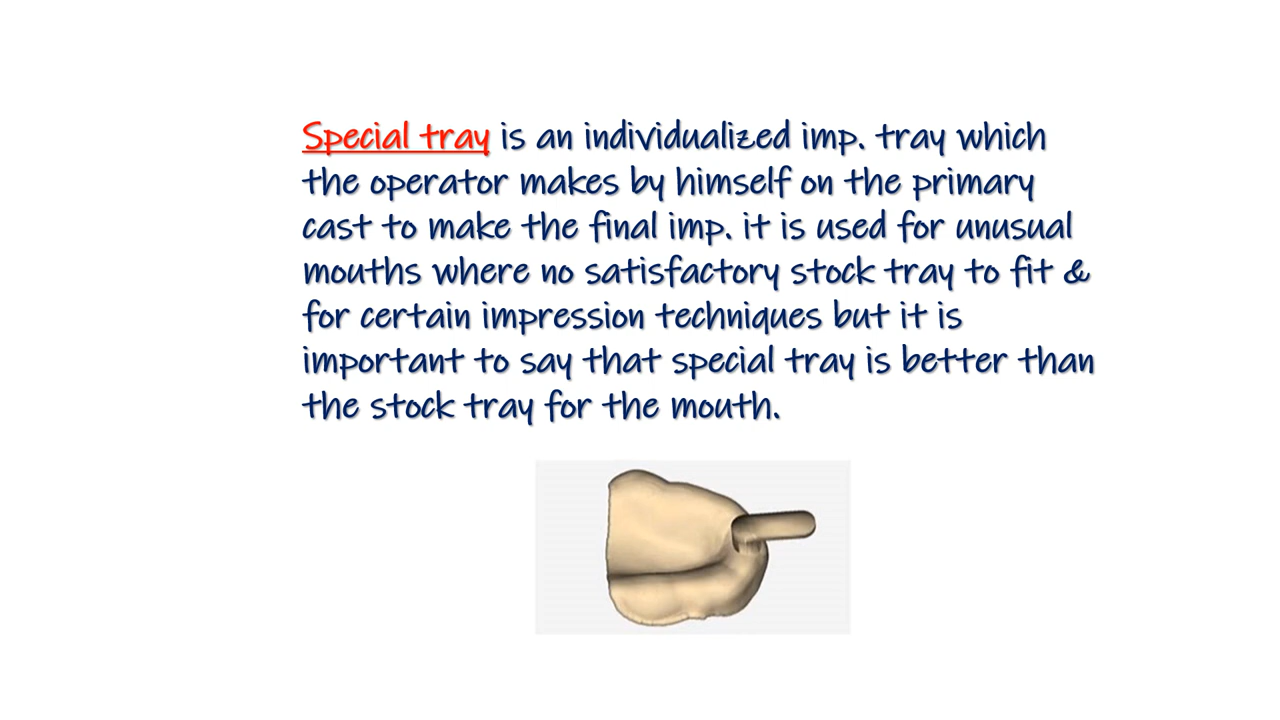 Special tray is an individualized imp. tray which
the operator makes by himself on the primary
cast to make the final imp. it is used for unusual
mouths where no satisfactory stock tray to fit &
for certain impression techniques but it is
important to say that special tray is better than
the stock tray for the mouth.